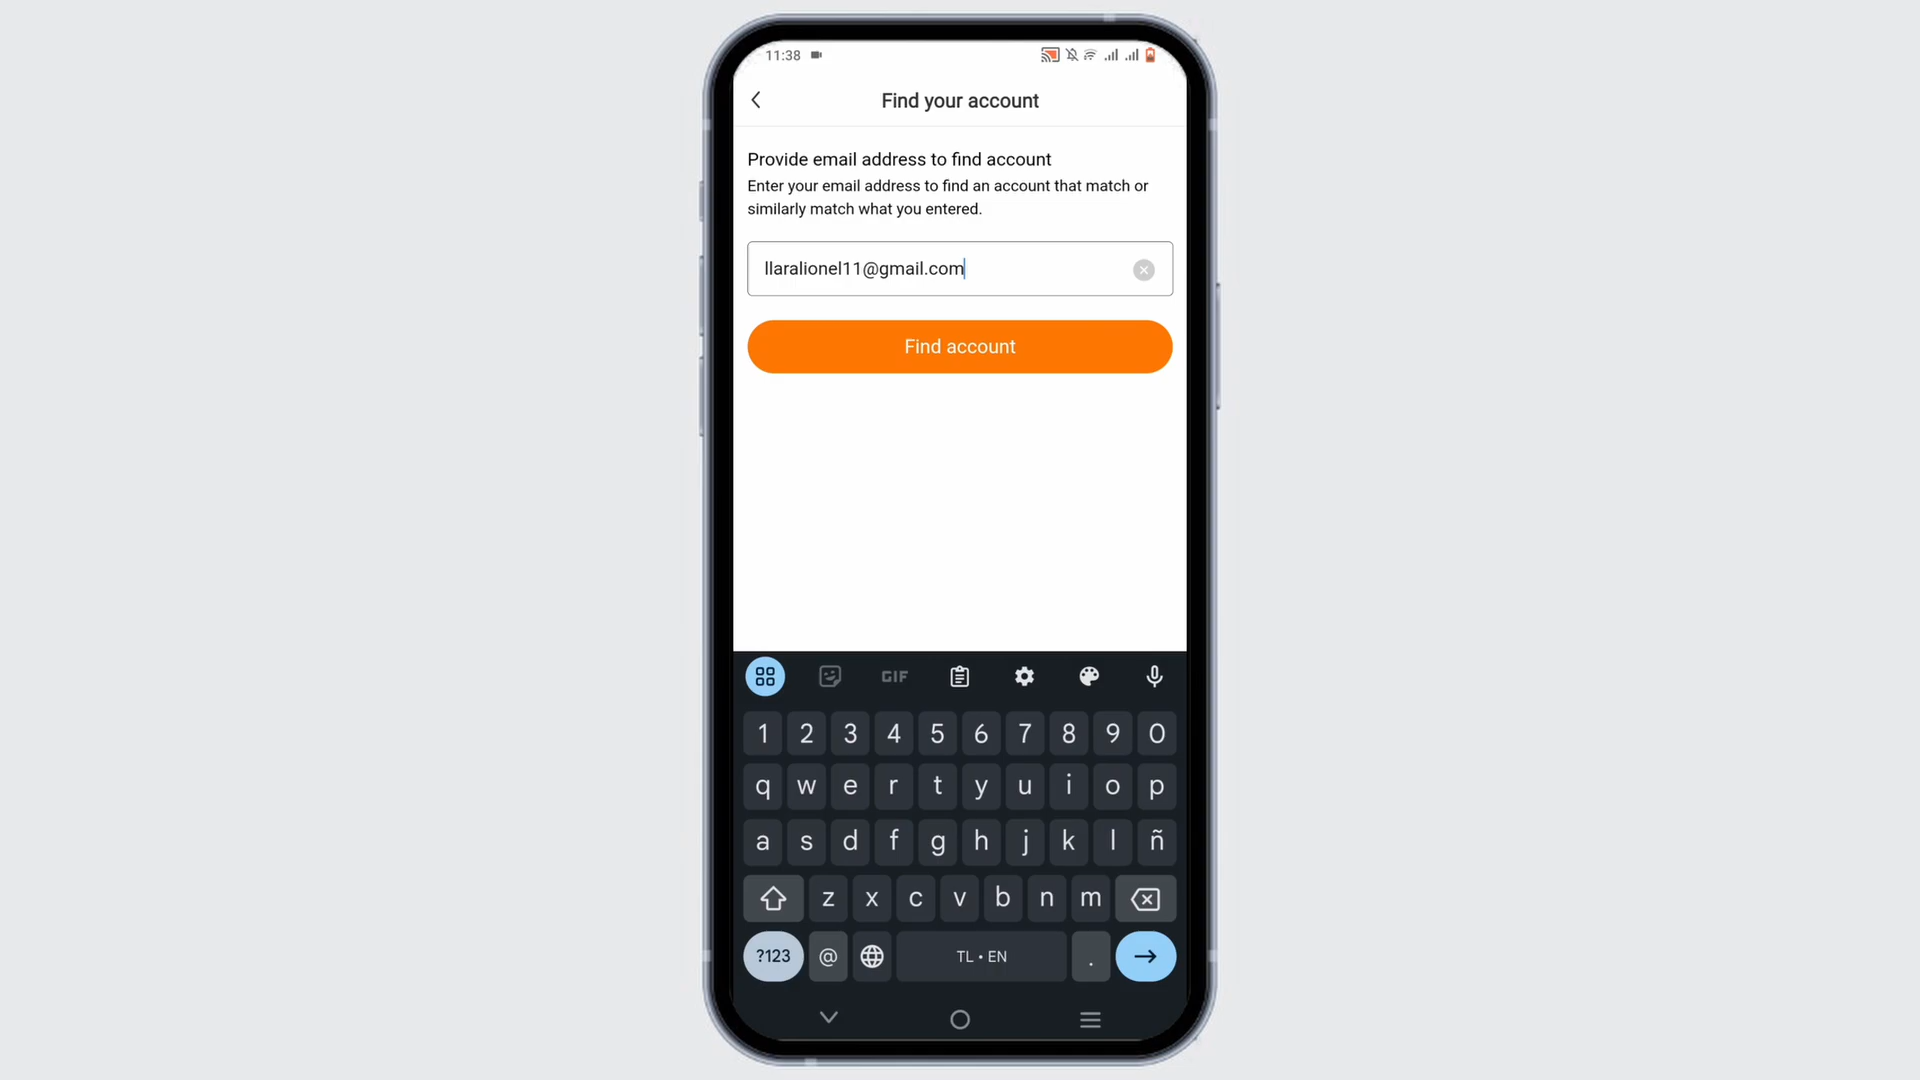 11:38
Find your account
Provide email address to find account
Enter your email address to find an account that match or
similarly match what you entered.
llaralionel11@gmail.com
Find account
GIF
1 2 3 4 5 6 7 8 9 0
q w e r t y u i o p
a s d f g h j k l ñ
z x c v b n m
?123 @ TL • EN .